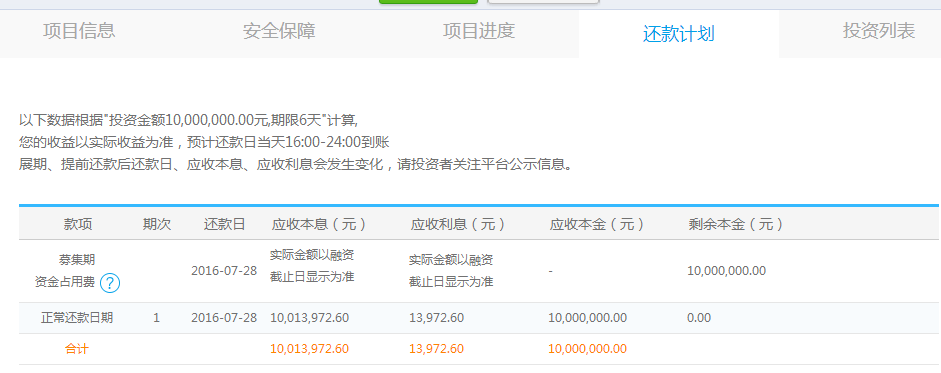 项目信息 安全保障 项目进度 还款计划 投资列表
以下数据根据"投资金额10,000,000.00元,期限6天"计算,
您的收益以实际收益为准，预计还款日当天16:00-24:00到账
展期、提前还款后还款日、应收本息、应收利息会发生变化，请投资者关注平台公示信息。
款项 期次 还款日 应收本息（元） 应收利息（元） 应收本金（元） 剩余本金（元）
募集期
资金占用费 ? 2016-07-28 实际金额以融资 实际金额以融资 - 10,000,000.00
截止日显示为准 截止日显示为准
正常还款日期 1 2016-07-28 10,013,972.60 13,972.60 10,000,000.00 0.00
合计 10,013,972.60 13,972.60 10,000,000.00